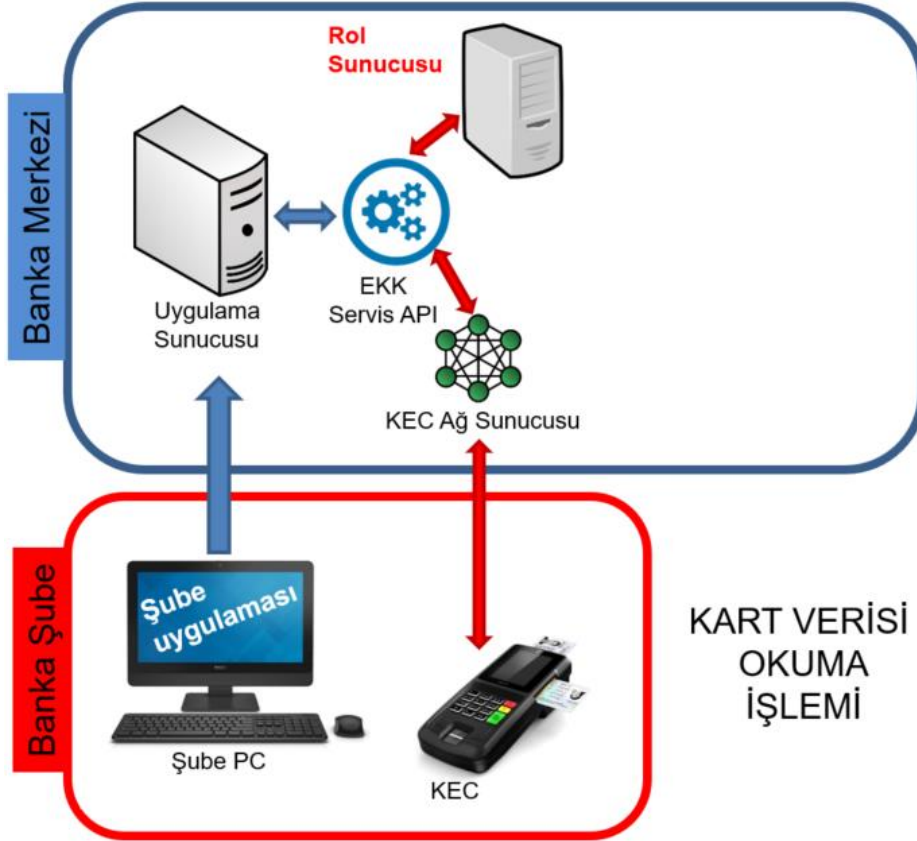 Rol
Sunucusu
Banka Merkezi
Uygulama
Sunucusu
EKK
Servis API
KEC Ağ Sunucusu
Banka Şube
Şube
uygulaması
Şube PC
KEC
KART VERİSİ
OKUMA
İŞLEMİ